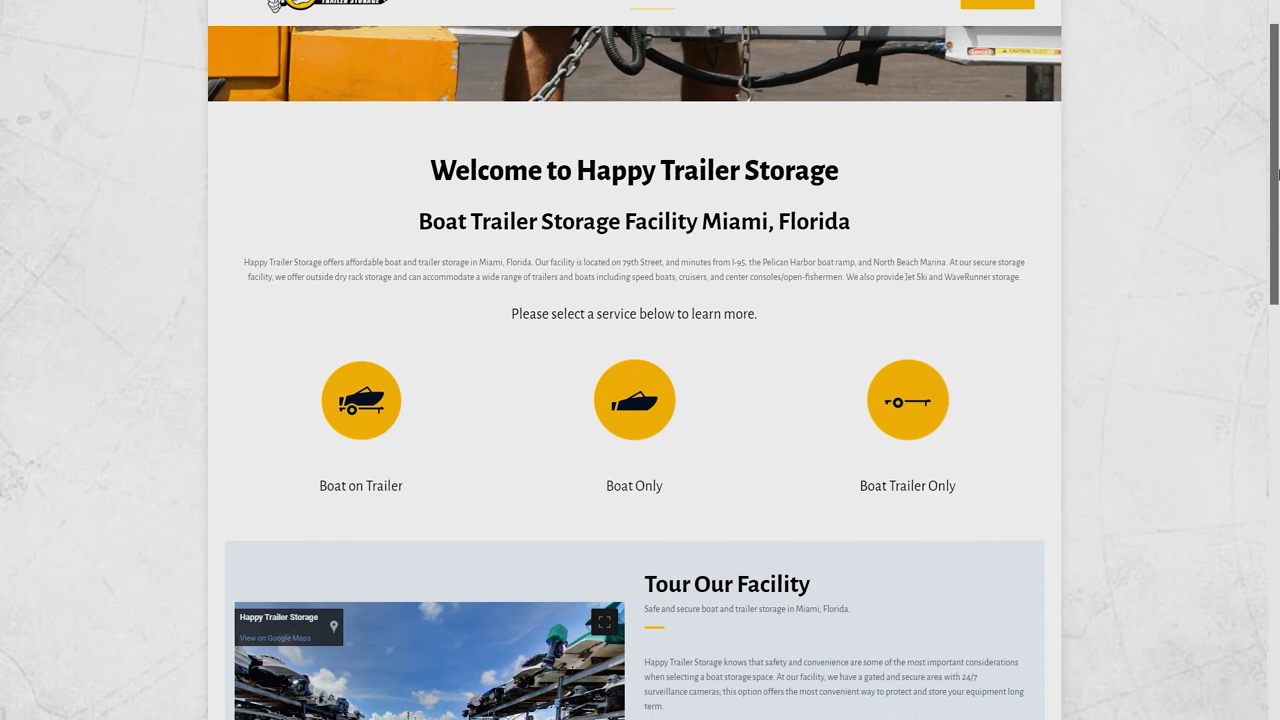 TRAILER STORAGE
CAUTION
Welcome to Happy Trailer Storage
Boat Trailer Storage Facility Miami, Florida
Happy Trailer Storage offers affordable boat and trailer storage in Miami, Florida. Our facility is located on 79th Street, and minutes from I-95, the Pelican Harbor boat ramp, and North Beach Marina. At our secure storage
facility, we offer outside dry rack storage and can accommodate a wide range of trailers and boats including speed boats, cruisers, and center consoles/open-fishermen. We also provide Jet Ski and WaveRunner storage.
Please select a service below to learn more.
Boat on Trailer
Boat Only
Boat Trailer Only
Happy Trailer Storage
View on Google Maps
Tour Our Facility
Safe and secure boat and trailer storage in Miami, Florida.
Happy Trailer Storage knows that safety and convenience are some of the most important considerations
when selecting a boat storage space. At our facility, we have a gated and secure area with 24/7
surveillance cameras; this option offers the most convenient way to protect and store your equipment long
term.